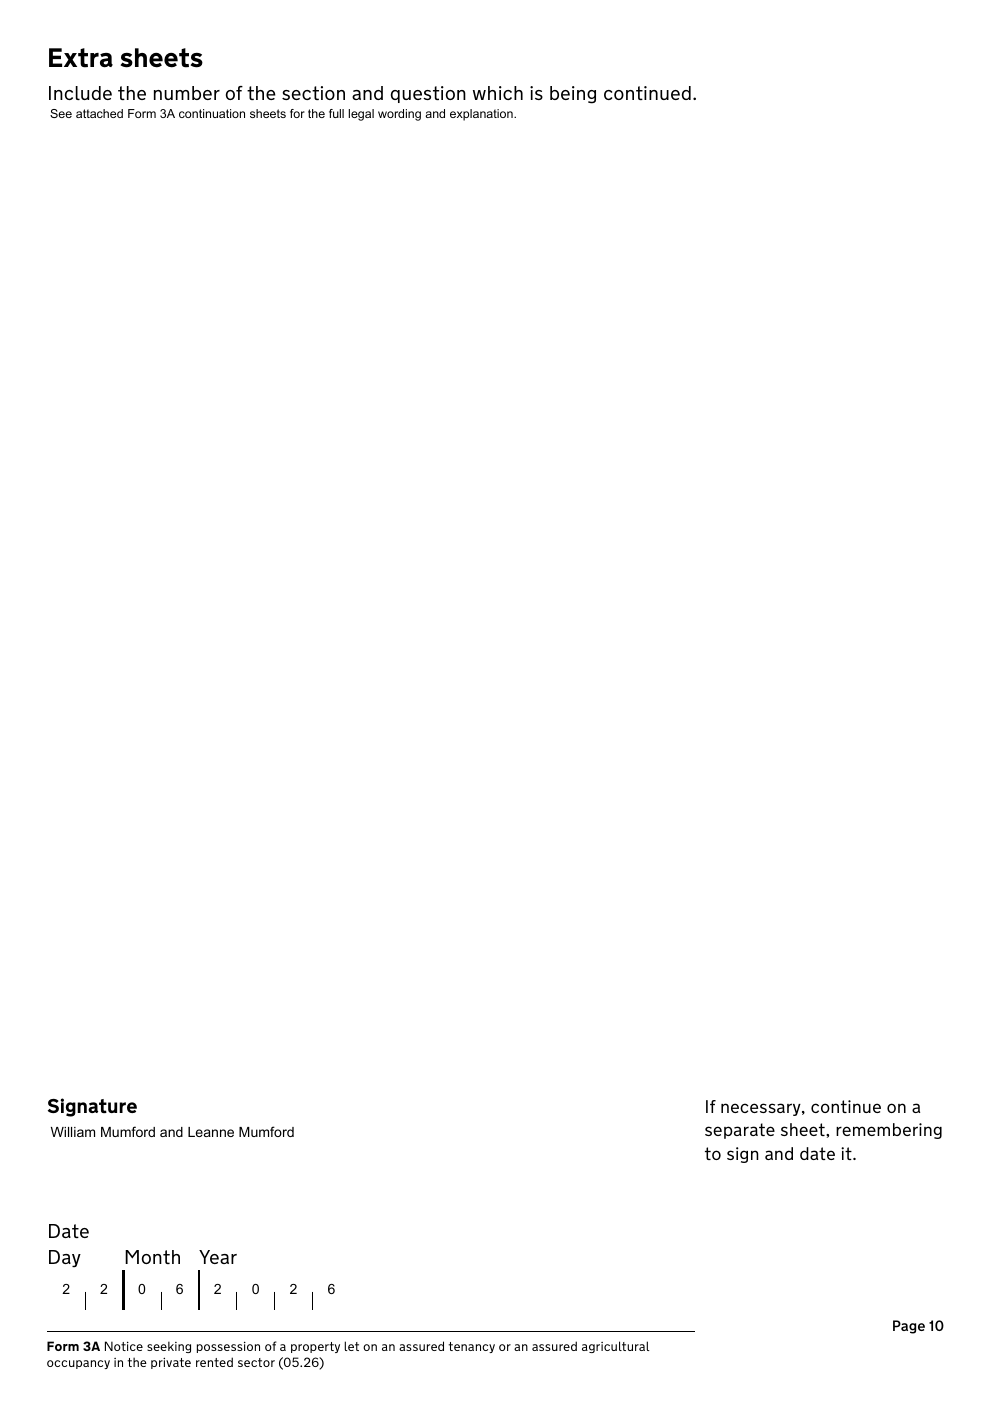 Extra sheets
Include the number of the section and question which is being continued.
See attached Form 3A continuation sheets for the full legal wording and explanation.
Signature
William Mumford and Leanne Mumford
If necessary, continue on a
separate sheet, remembering
to sign and date it.
Date
Day Month Year
2 2 0 6 2 0 2 6
Page 10
Form 3A Notice seeking possession of a property let on an assured tenancy or an assured agricultural
occupancy in the private rented sector (05.26)